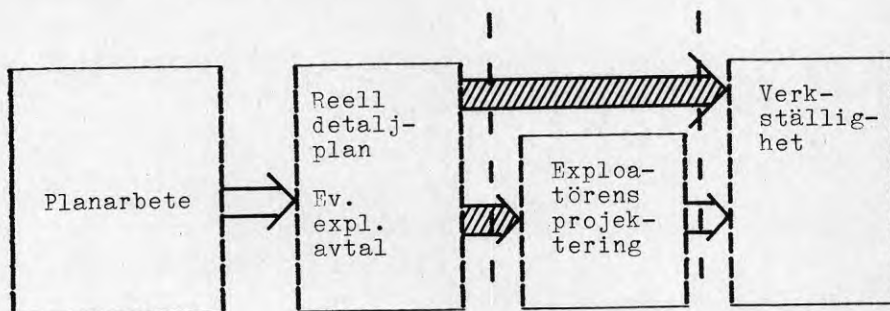 Planarbete
Reell
detalj-
plan
Ev.
expl.
avtal
Exploa-
törens
projek-
tering
Verk-
ställig-
het